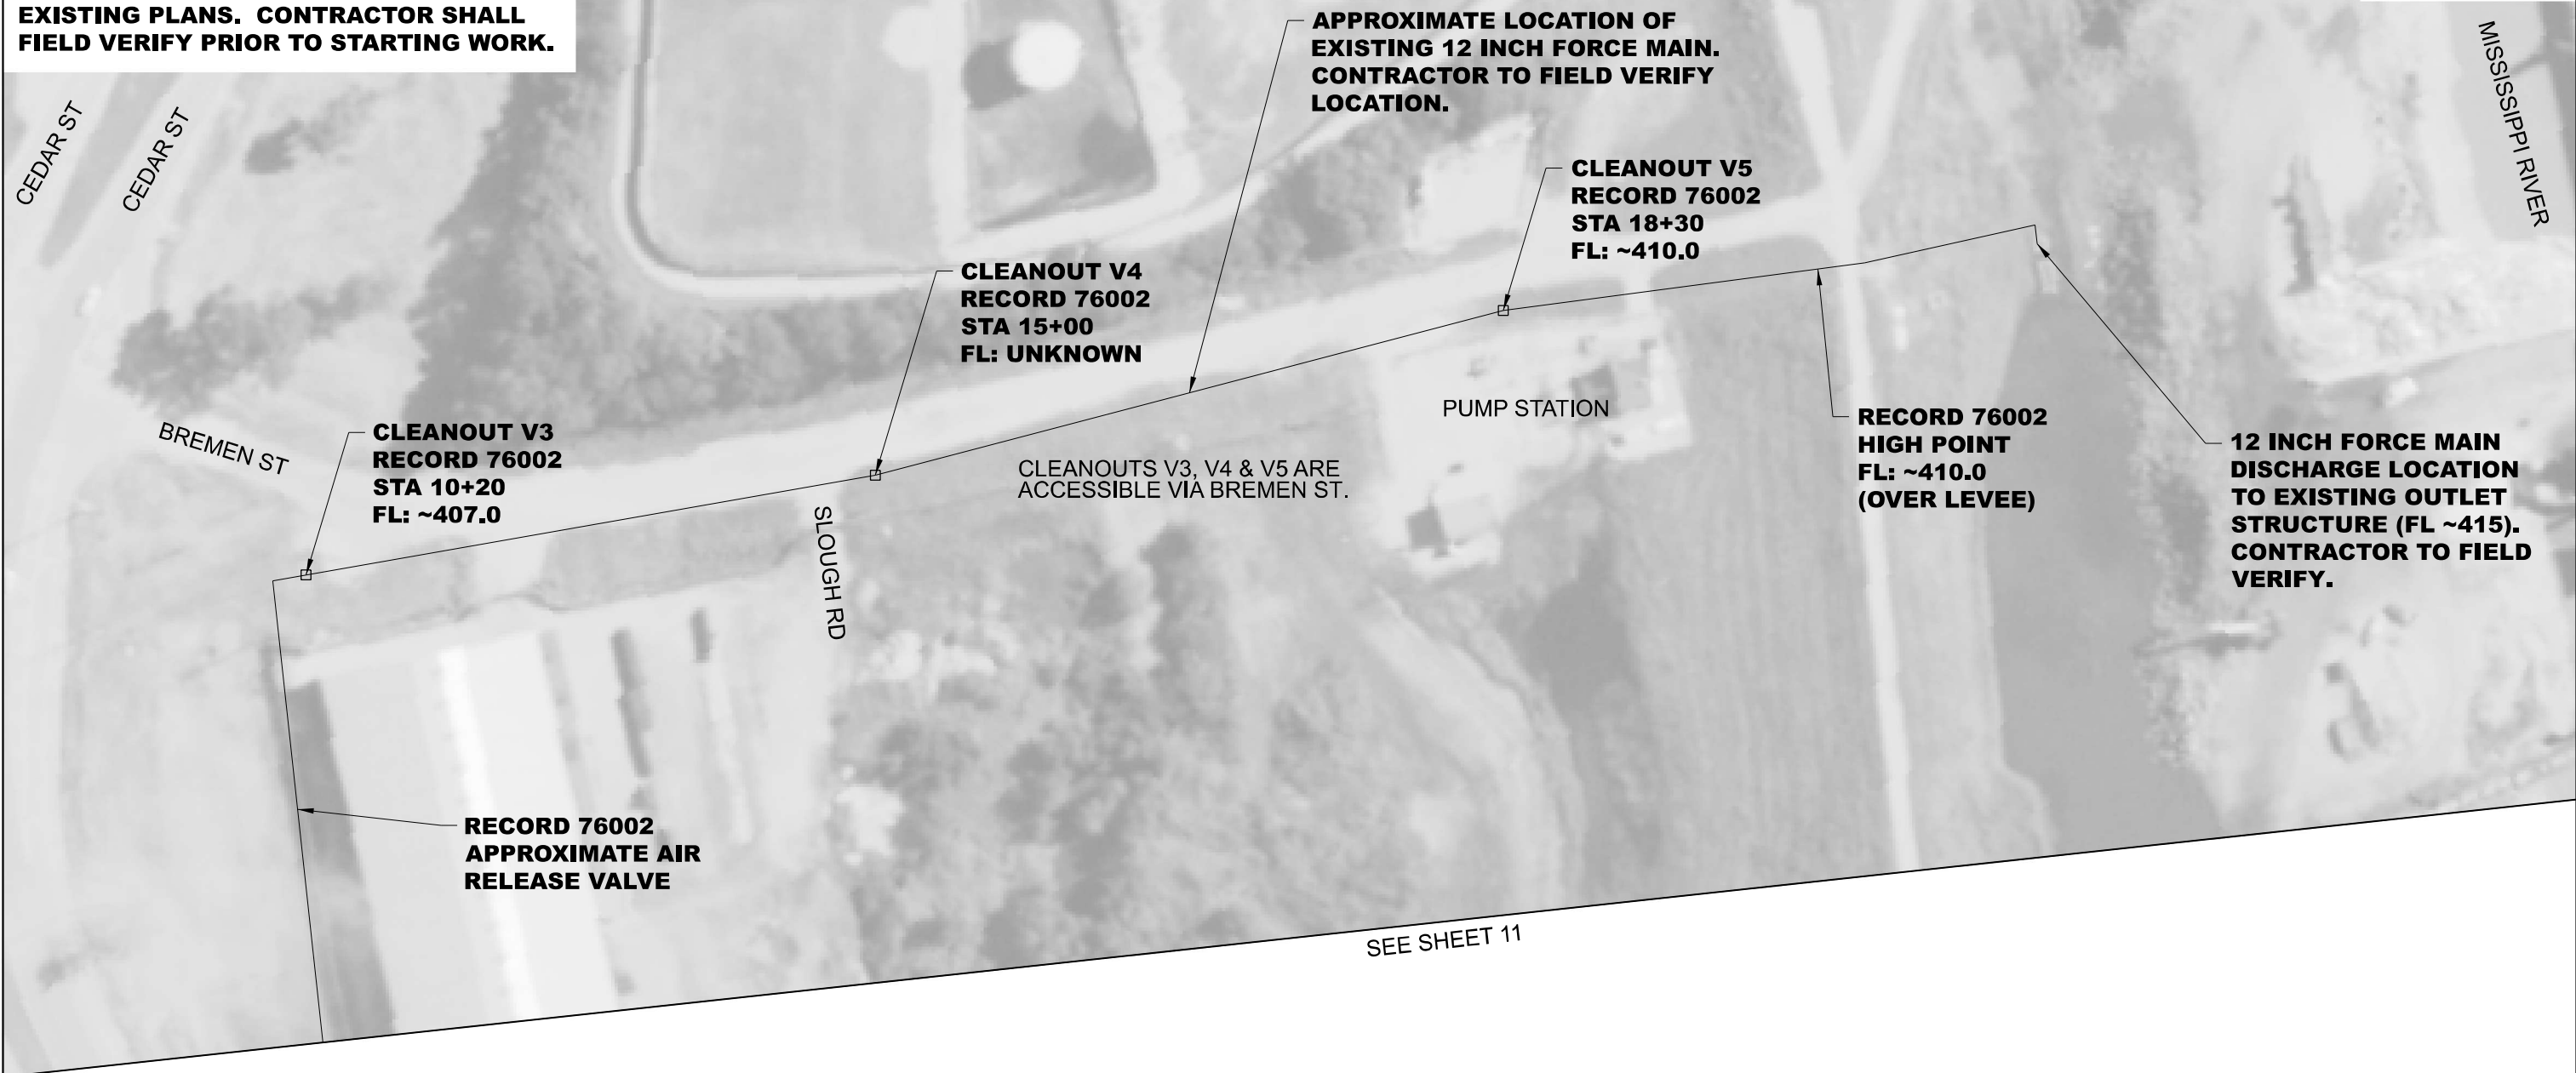 EXISTING PLANS. CONTRACTOR SHALL
FIELD VERIFY PRIOR TO STARTING WORK.
APPROXIMATE LOCATION OF
EXISTING 12 INCH FORCE MAIN.
CONTRACTOR TO FIELD VERIFY
LOCATION.
MISSISSIPPI RIVER
CEDAR ST
CEDAR ST
CLEANOUT V5
RECORD 76002
STA 18+30
FL: ~410.0
CLEANOUT V4
RECORD 76002
STA 15+00
FL: UNKNOWN
BREMEN ST
CLEANOUT V3
RECORD 76002
STA 10+20
FL: ~407.0
PUMP STATION
CLEANOUTS V3, V4 & V5 ARE
ACCESSIBLE VIA BREMEN ST.
RECORD 76002
HIGH POINT
FL: ~410.0
(OVER LEVEE)
12 INCH FORCE MAIN
DISCHARGE LOCATION
TO EXISTING OUTLET
STRUCTURE (FL ~415).
CONTRACTOR TO FIELD
VERIFY.
SLOUGH RD
RECORD 76002
APPROXIMATE AIR
RELEASE VALVE
SEE SHEET 11